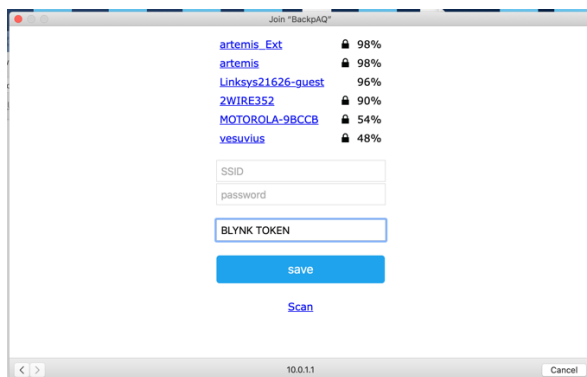 Join "BackpAQ"
artemis_Ext 98%
artemis 98%
Linksys21626-guest 96%
2WIRE352 90%
MOTOROLA-9BCCB 54%
vesuvius 48%
SSID
password
BLYNK TOKEN
save
Scan
10.0.1.1
Cancel